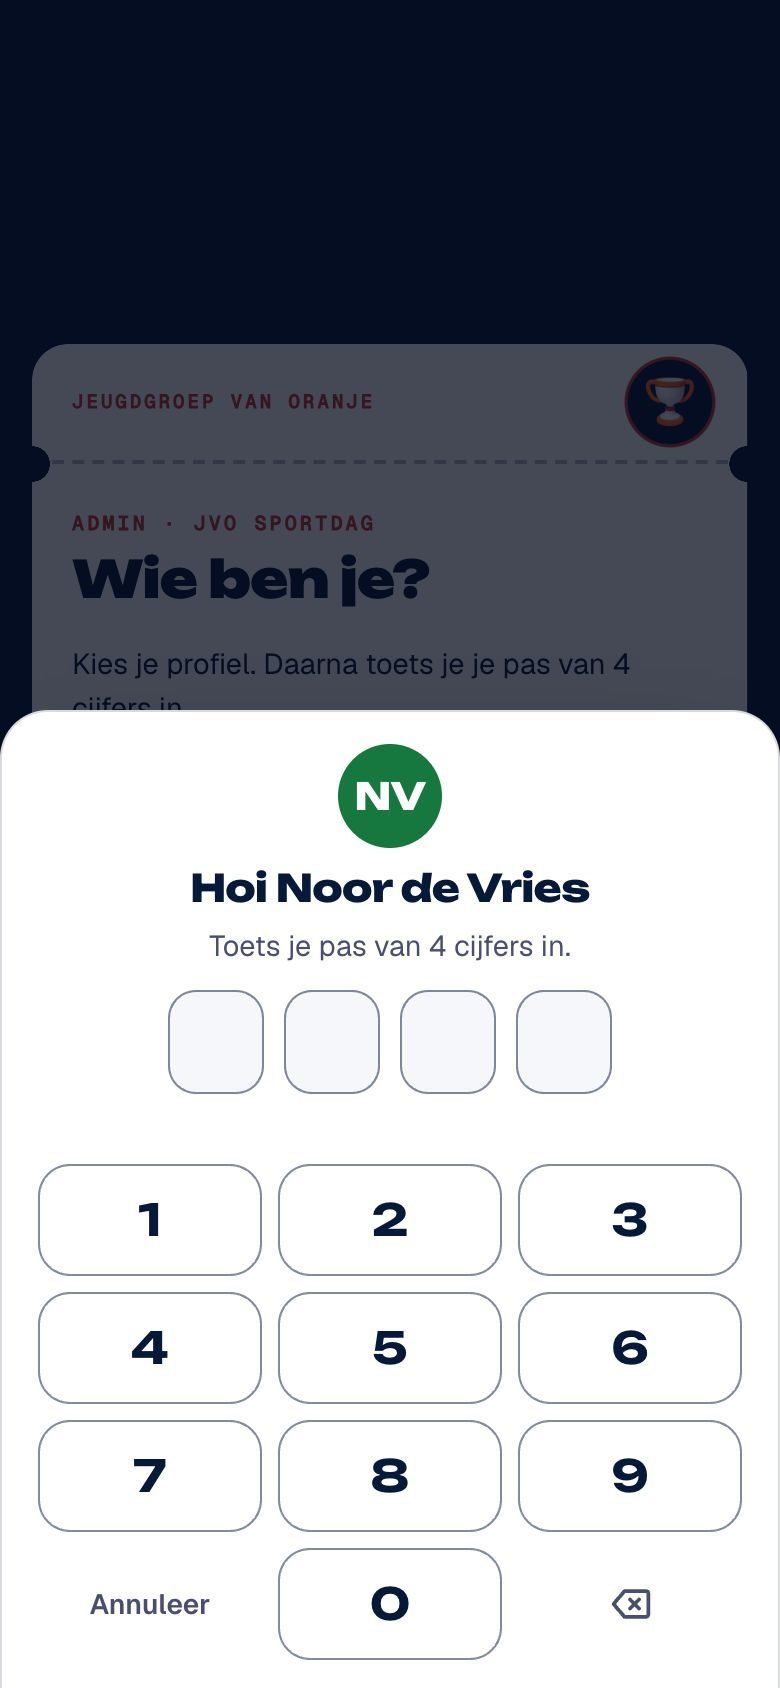 JEUGDGROEP VAN ORANJE
ADMIN · JVO SPORTDAG
Wie ben je?
Kies je profiel. Daarna toets je je pas van 4
cijfers in.
NV
Hoi Noor de Vries
Toets je pas van 4 cijfers in.
1 2 3
4 5 6
7 8 9
Annuleer 0